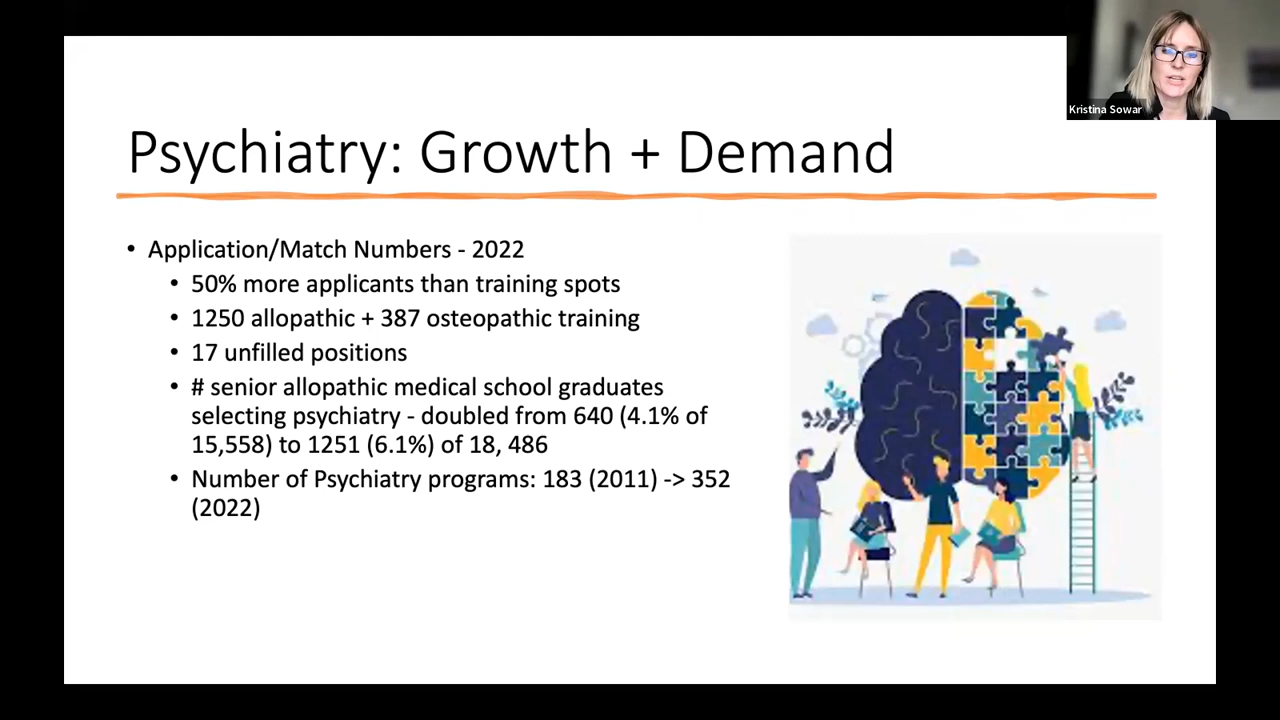 Kristina Sowar
Psychiatry: Growth + Demand
• Application/Match Numbers - 2022
• 50% more applicants than training spots
• 1250 allopathic + 387 osteopathic training
• 17 unfilled positions
• # senior allopathic medical school graduates
selecting psychiatry - doubled from 640 (4.1% of
15,558) to 1251 (6.1%) of 18, 486
• Number of Psychiatry programs: 183 (2011) -> 352
(2022)